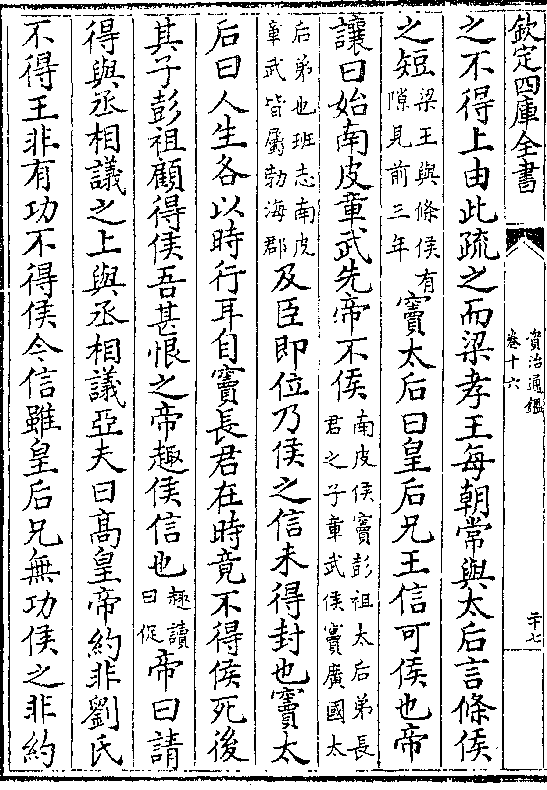 欽定四庫全書
資治通鑑
卷十六
二十七
之不得上由此疏之而梁孝王每朝常與太后言條侯
之短梁王與條侯有隙見前三年竇太后曰皇后兄王信可侯也帝
讓曰始南皮章武先帝不侯南皮侯竇彭祖太后弟長君之子章武侯竇廣國太
后弟也班志南皮章武皆屬勃海郡及臣即位乃侯之信未得封也竇太
后曰人生各以時行耳自竇長君在時竟不得侯死後
其子彭祖顧得侯吾甚恨之帝趣侯信也趣讀曰促帝曰請
得與丞相議之上與丞相議亞夫曰高皇帝約非劉氏
不得王非有功不得侯今信雖皇后兄無功侯之非約